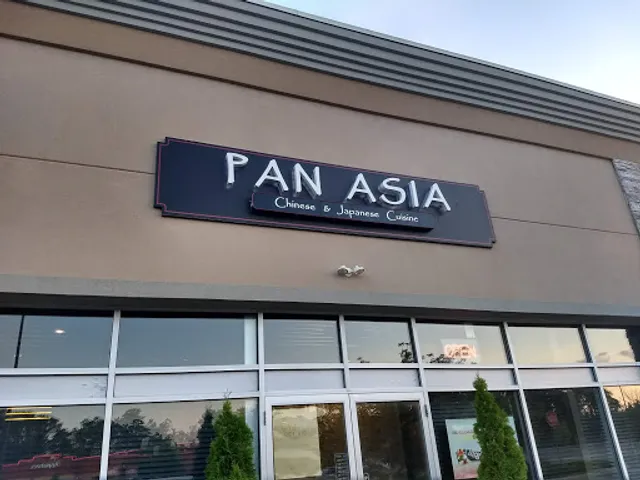 PAN ASIA
Chinese & Japanese Cuisine